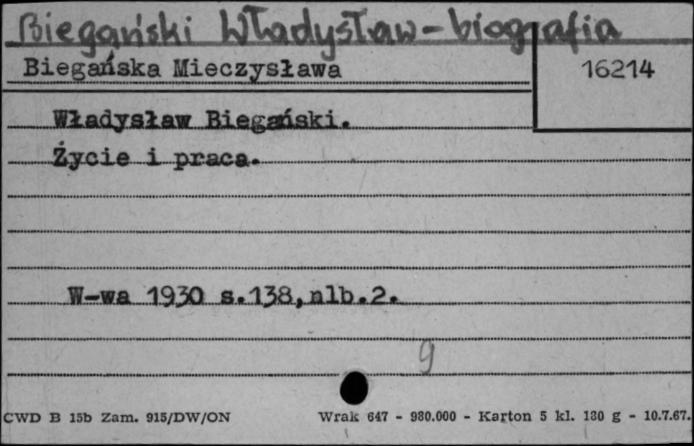 Biegański Władysław - biografia
Biegańska Mieczysława
16214
Władysław Biegański.
Życie i praca.
W-wa 1930 s.138,nlb.2.
g
CWD B 15b Zam. 915/DW/ON Wrak 647 - 980.000 - Karton 5 kl. 180 g - 10.7.67.